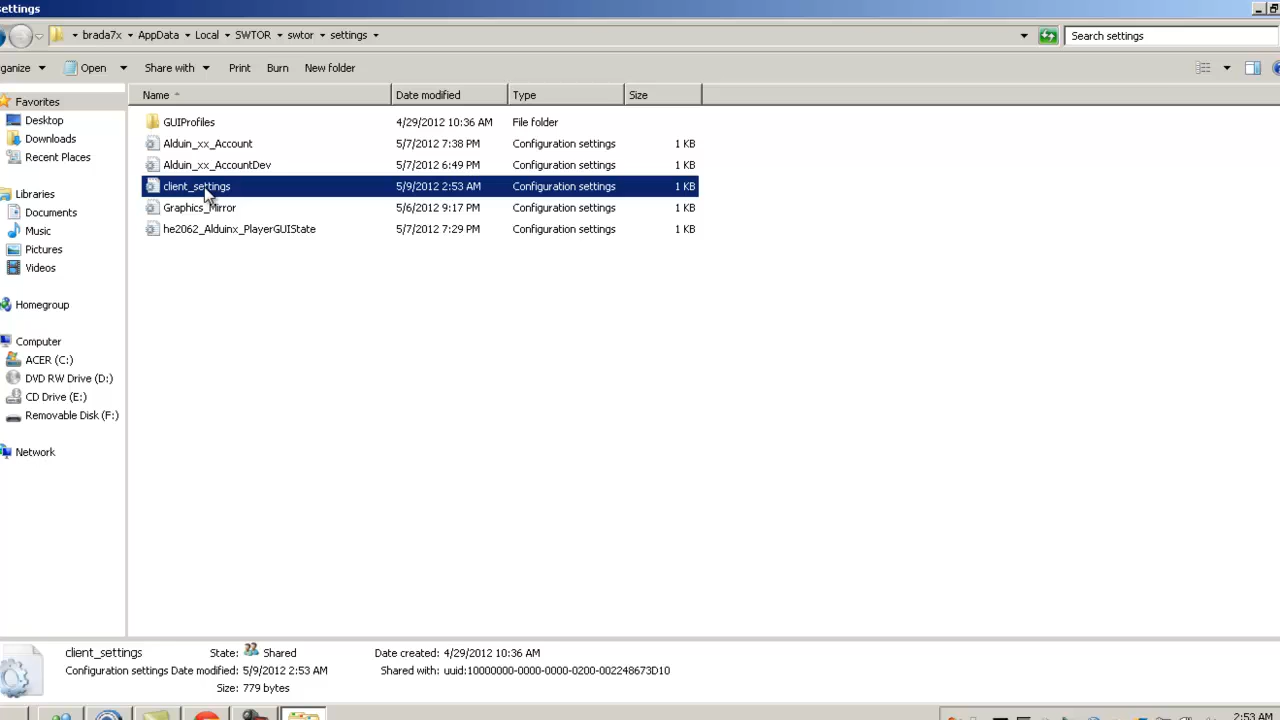 settings
brada7x AppData Local SWTOR swtor settings Search settings
ganize Open Share with Print Burn New folder
Name Date modified Type Size
Favorites
Desktop
Downloads
Recent Places
Libraries
Documents
Music
Pictures
Videos
Homegroup
Computer
ACER (C:)
DVD RW Drive (D:)
CD Drive (E:)
Removable Disk (F:)
Network
GUIProfiles 4/29/2012 10:36 AM File folder
Alduin_xx_Account 5/7/2012 7:38 PM Configuration settings 1 KB
Alduin_xx_AccountDev 5/7/2012 6:49 PM Configuration settings 1 KB
client_settings 5/9/2012 2:53 AM Configuration settings 1 KB
Graphics_Mirror 5/6/2012 9:17 PM Configuration settings 1 KB
he2062_Alduinx_PlayerGUIState 5/7/2012 7:29 PM Configuration settings 1 KB
client_settings State: Shared Date created: 4/29/2012 10:36 AM
Configuration settings Date modified: 5/9/2012 2:53 AM Shared with: uuid:10000000-0000-0000-0200-002248673D10
Size: 779 bytes
2:53 AM